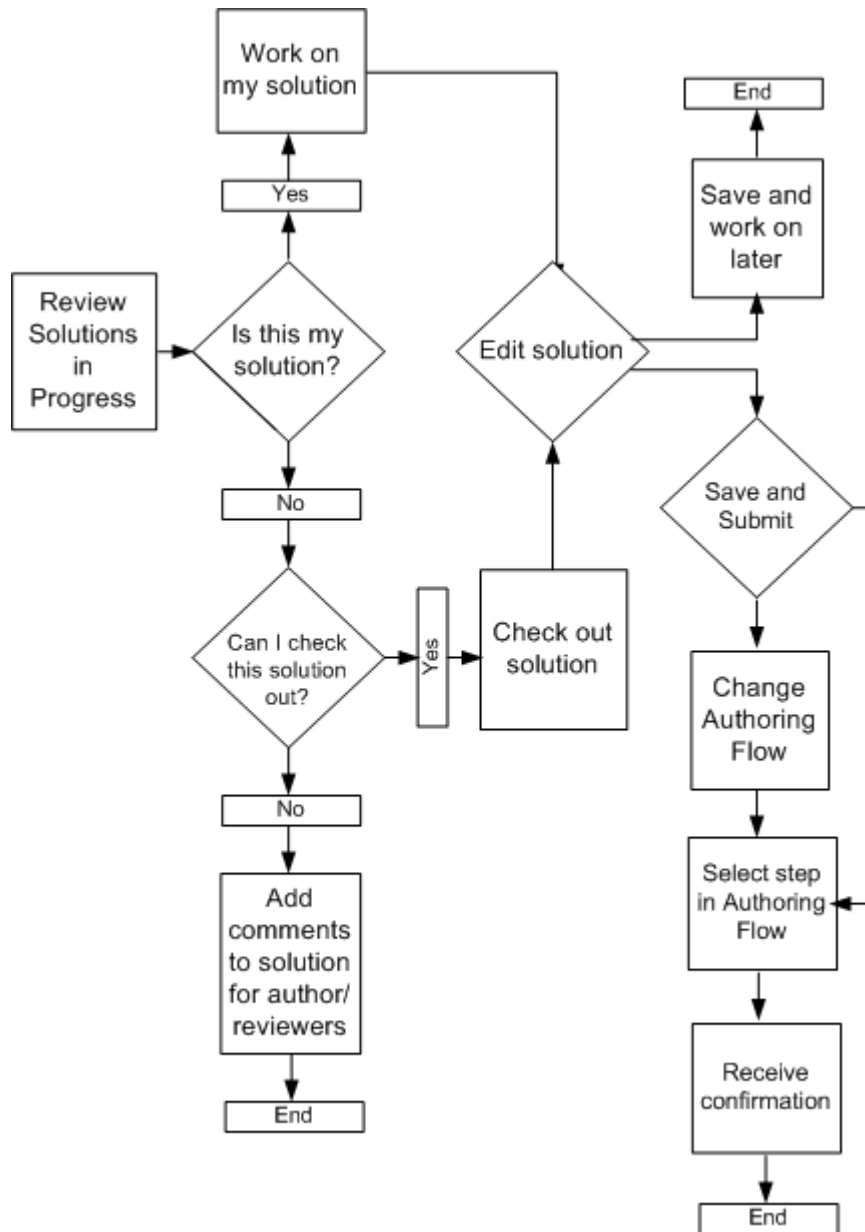 Work on
my solution
Yes
Review
Solutions
in
Progress
Is this my
solution?
No
Can I check
this solution
out?
Yes
Check out
solution
No
Add
comments
to solution
for author/
reviewers
End
Edit solution
End
Save and
work on
later
Save and
Submit
Change
Authoring
Flow
Select step
in Authoring
Flow
Receive
confirmation
End